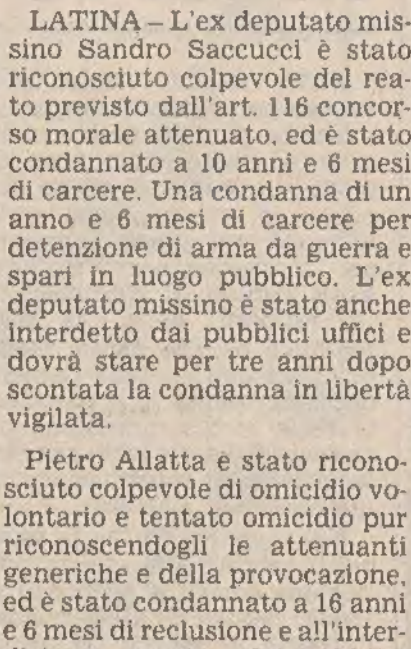 LATINA – L'ex deputato mis-
sino Sandro Saccucci è stato
riconosciuto colpevole del rea-
to previsto dall'art. 116 concor-
so morale attenuato, ed è stato
condannato a 10 anni e 6 mesi
di carcere. Una condanna di un
anno e 6 mesi di carcere per
detenzione di arma da guerra e
spari in luogo pubblico. L'ex
deputato missino è stato anche
interdetto dai pubblici uffici e
dovrà stare per tre anni dopo
scontata la condanna in libertà
vigilata.
Pietro Allatta e stato ricono-
sciuto colpevole di omicidio vo-
lontario e tentato omicidio pur
riconoscendogli le attenuanti
generiche e della provocazione,
ed è stato condannato a 16 anni
e 6 mesi di reclusione e all'inter-